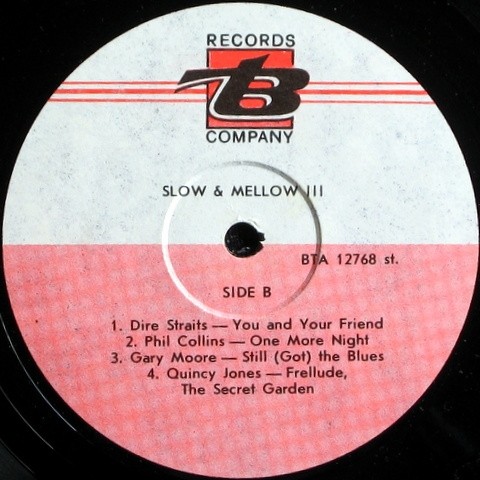 RECORDS
TB
COMPANY
SLOW & MELLOW III
BTA 12768 st.
SIDE B
1. Dire Straits — You and Your Friend
2. Phil Collins — One More Night
3. Gary Moore — Still (Got) the Blues
4. Quincy Jones — Frellude,
The Secret Garden